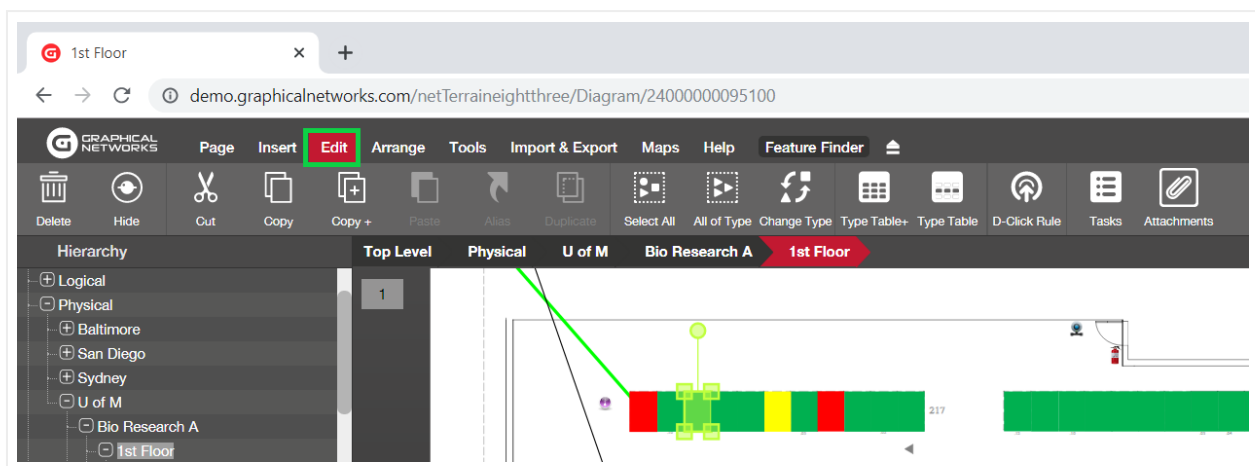 1st Floor
demo.graphicalnetworks.com/netTerraineightthree/Diagram/24000000095100
GRAPHICAL
NETWORKS
Page Insert Edit Arrange Tools Import & Export Maps Help Feature Finder
Delete Hide Cut Copy Copy + Paste Alias Duplicate Select All All of Type Change Type Type Table+ Type Table D-Click Rule Tasks Attachments
Hierarchy Top Level Physical U of M Bio Research A 1st Floor
Logical
1
Physical
Baltimore
San Diego
Sydney
U of M
217
Bio Research A
1st Floor